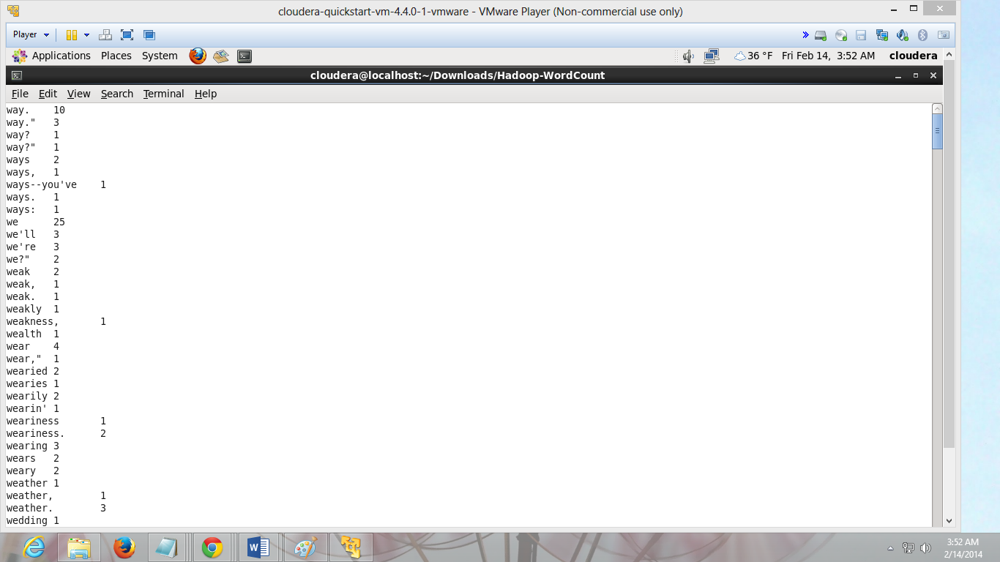 cloudera-quickstart-vm-4.4.0-1-vmware - VMware Player (Non-commercial use only)
Player
Applications Places System 36 °F Fri Feb 14, 3:52 AM cloudera
cloudera@localhost:~/Downloads/Hadoop-WordCount
File Edit View Search Terminal Help
way. 10
way." 3
way? 1
way?" 1
ways 2
ways, 1
ways--you've 1
ways. 1
ways: 1
we 25
we'll 3
we're 3
we?" 2
weak 2
weak, 1
weak. 1
weakly 1
weakness, 1
wealth 1
wear 4
wear," 1
wearied 2
wearies 1
wearily 2
wearin' 1
weariness 1
weariness. 2
wearing 3
wears 2
weary 2
weather 1
weather, 1
weather. 3
wedding 1
3:52 AM
2/14/2014